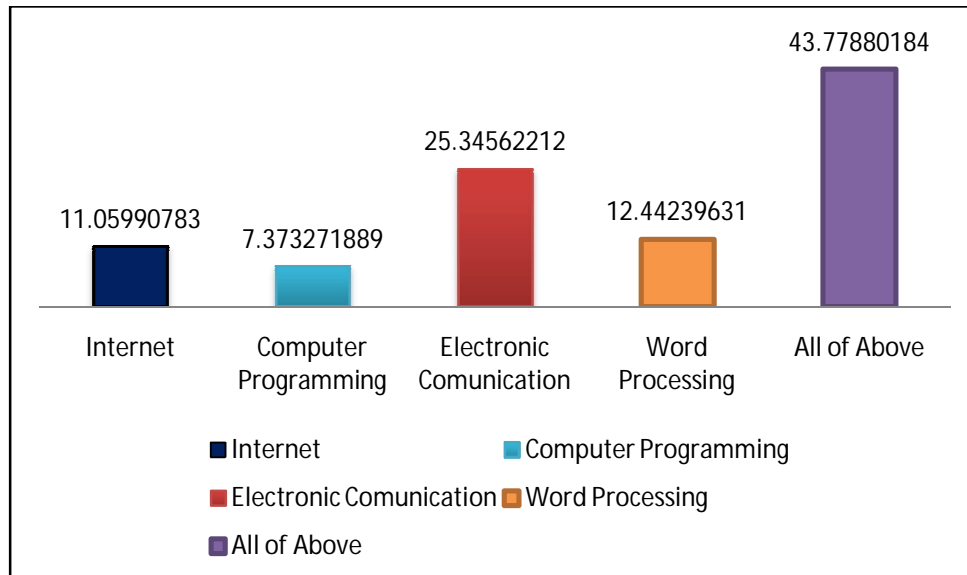 43.77880184
25.34562212
11.05990783
7.373271889
12.44239631
Internet
Computer
Programming
Electronic
Comunication
Word
Processing
All of Above
Internet
Computer Programming
Electronic Comunication
Word Processing
All of Above